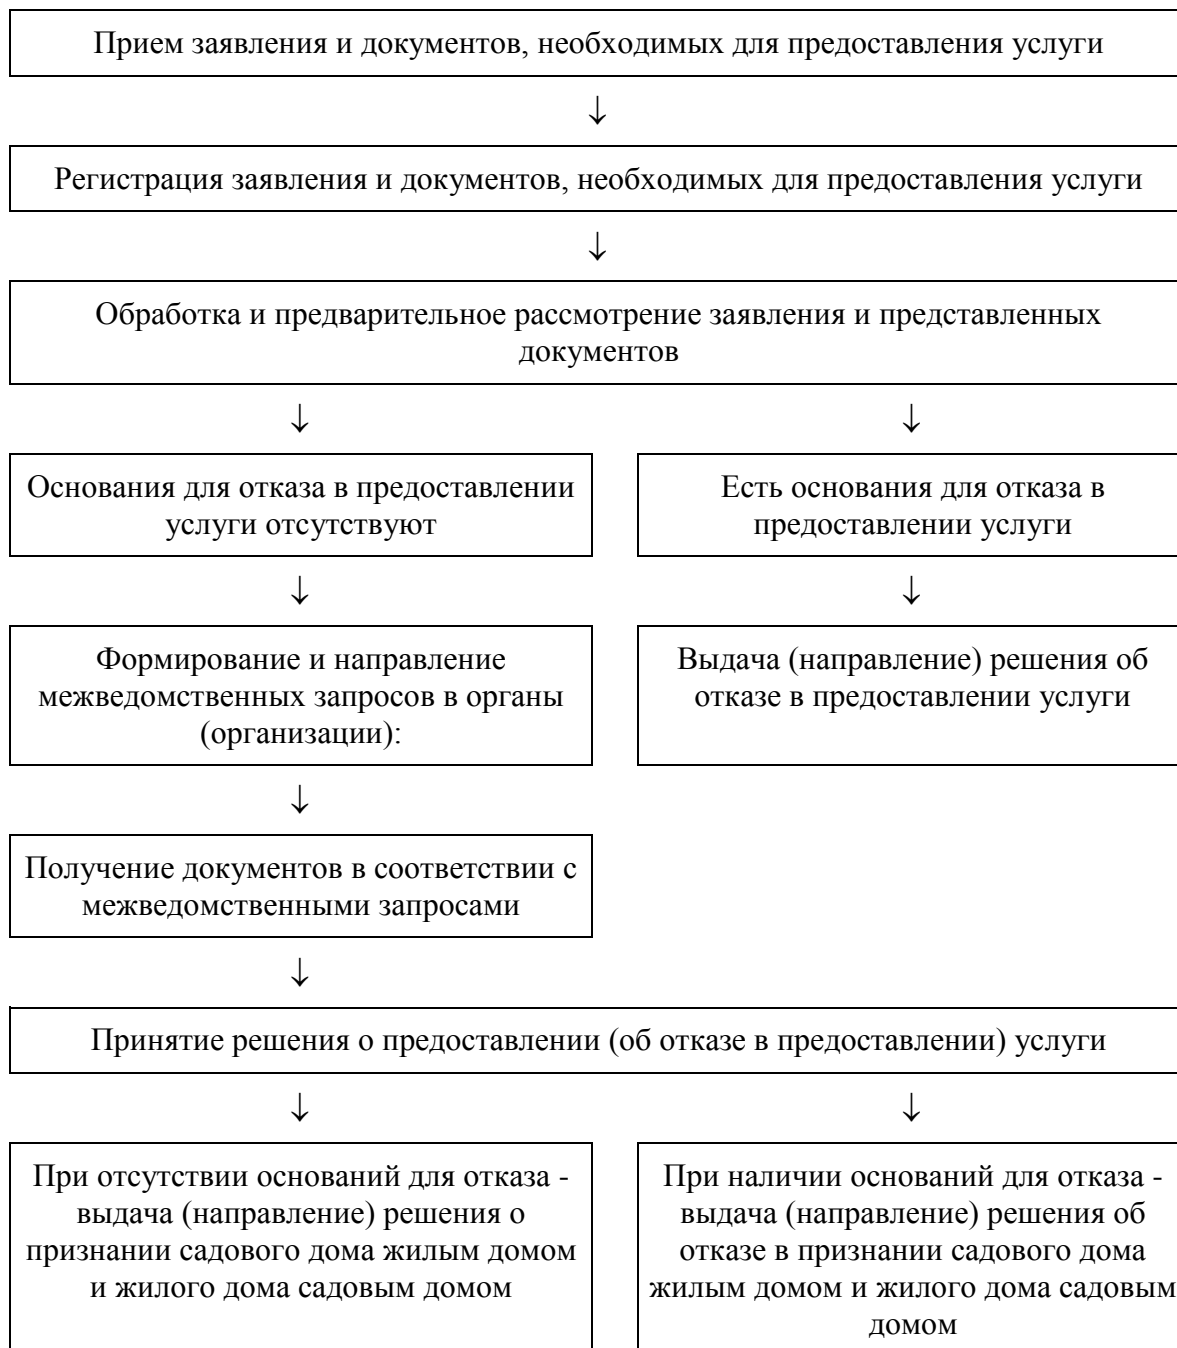 Прием заявления и документов, необходимых для предоставления услуги
↓
Регистрация заявления и документов, необходимых для предоставления услуги
↓
Обработка и предварительное рассмотрение заявления и представленных
документов
↓
↓
Основания для отказа в предоставлении
услуги отсутствуют
Есть основания для отказа в
предоставлении услуги
↓
↓
Формирование и направление
межведомственных запросов в органы
(организации):
Выдача (направление) решения об
отказе в предоставлении услуги
↓
Получение документов в соответствии с
межведомственными запросами
↓
Принятие решения о предоставлении (об отказе в предоставлении) услуги
↓
↓
При отсутствии оснований для отказа -
выдача (направление) решения о
признании садового дома жилым домом
и жилого дома садовым домом
При наличии оснований для отказа -
выдача (направление) решения об
отказе в признании садового дома
жилым домом и жилого дома садовым
домом